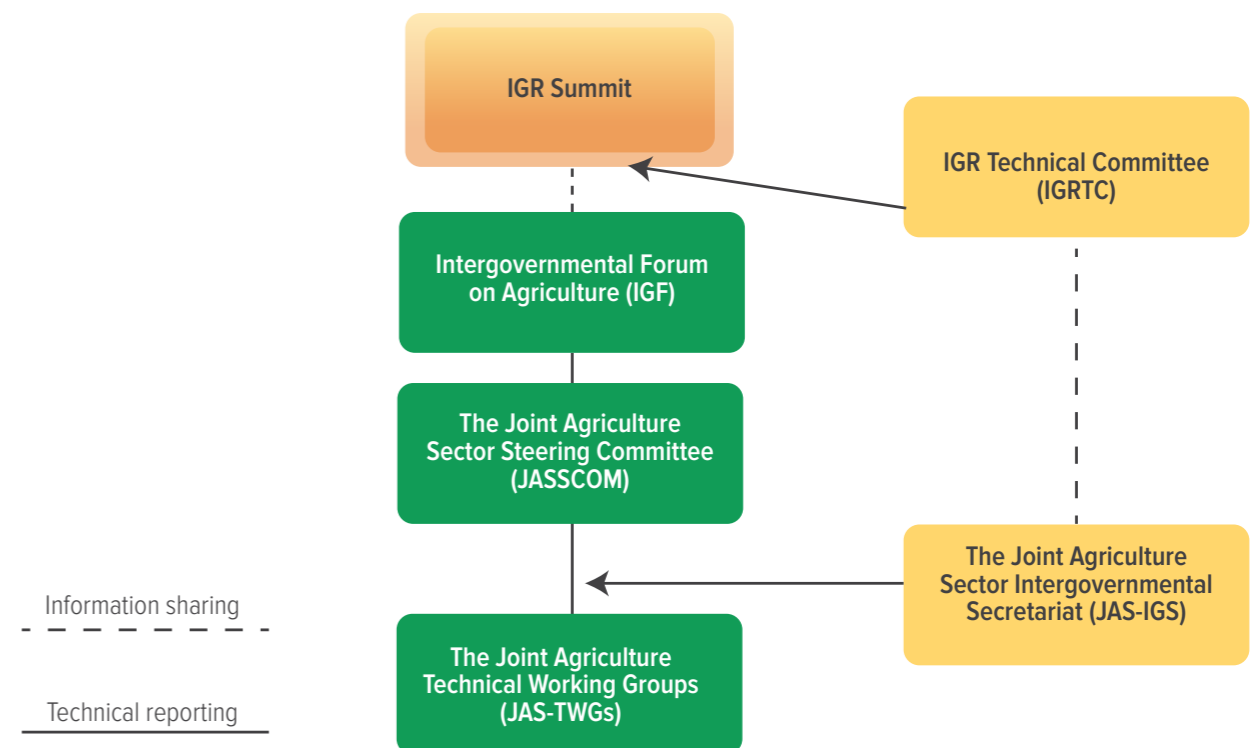 IGR Summit
IGR Technical Committee
(IGRTC)
Intergovernmental Forum
on Agriculture (IGF)
The Joint Agriculture
Sector Steering Committee
(JASSCOM)
The Joint Agriculture
Sector Intergovernmental
Secretariat (JAS-IGS)
Information sharing
The Joint Agriculture
Technical Working Groups
(JAS-TWGs)
Technical reporting